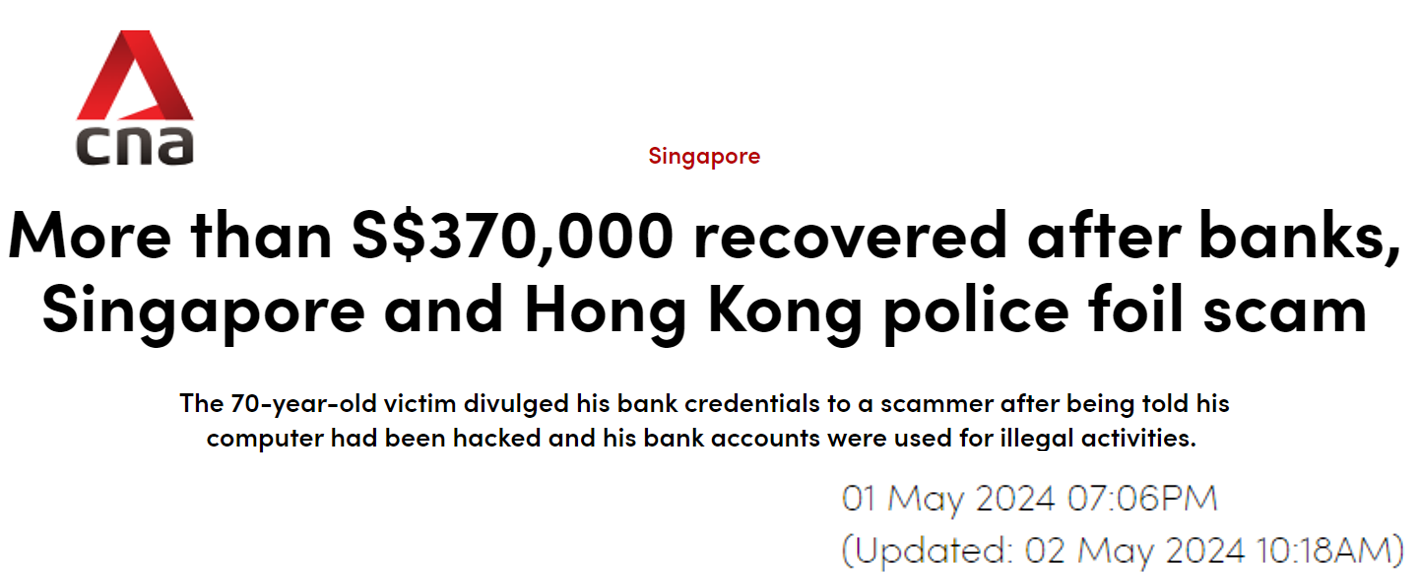 cna
Singapore
More than S$370,000 recovered after banks,
Singapore and Hong Kong police foil scam
The 70-year-old victim divulged his bank credentials to a scammer after being told his
computer had been hacked and his bank accounts were used for illegal activities.
01 May 2024 07:06PM
(Updated: 02 May 2024 10:18AM)